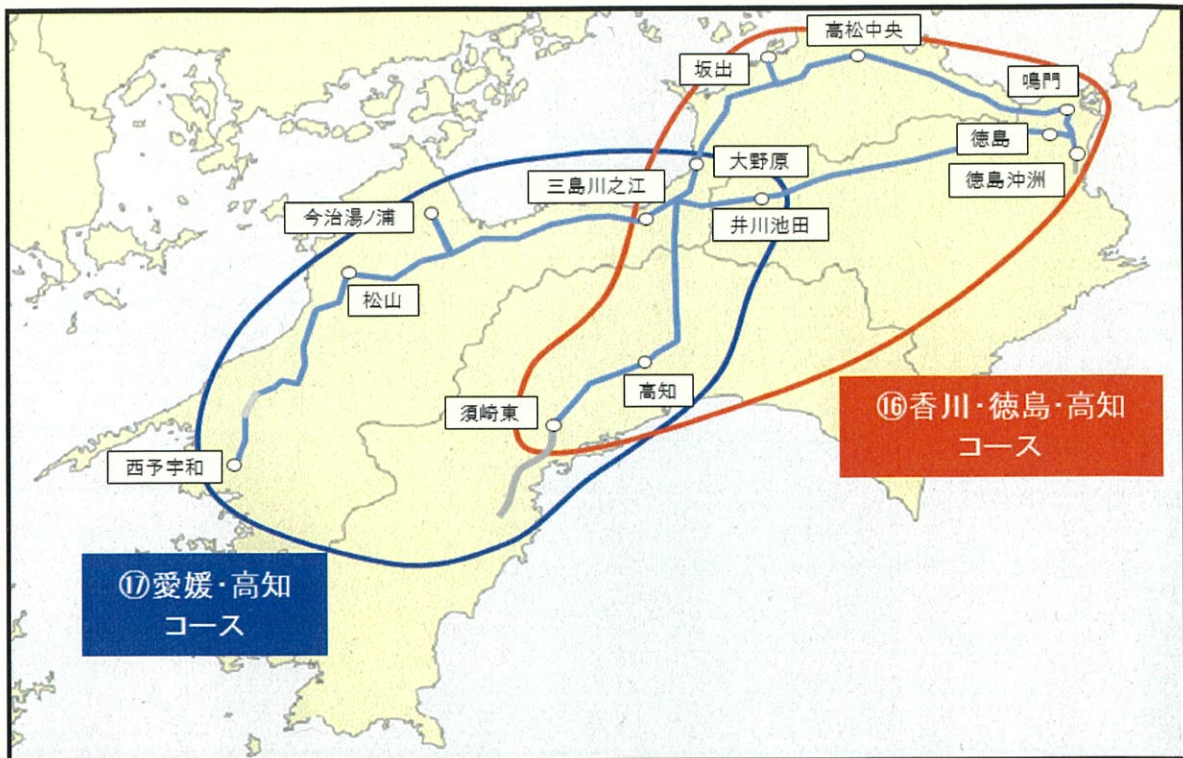 高松中央
坂出
鳴門
徳島
大野原
徳島沖洲
三島川之江
今治湯ノ浦
井川池田
松山
高知
須崎東
⑯香川・徳島・高知
コース
西予宇和
⑰愛媛・高知
コース